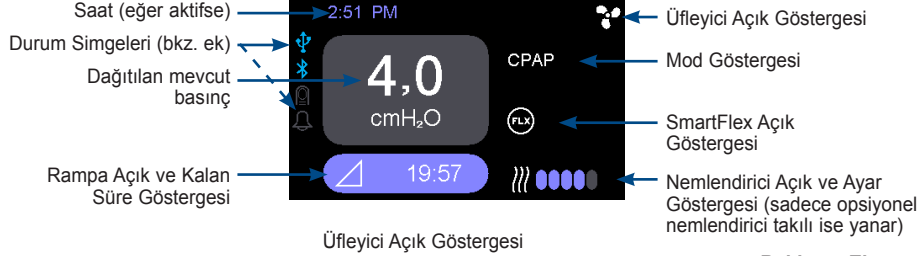 Saat (eğer aktifse)
Durum Simgeleri (bkz. ek)
Dağıtılan mevcut
basınç
Rampa Açık ve Kalan
Süre Göstergesi
2:51 PM
4,0
cmH₂O
19:57
CPAP
FLX
Üfleyici Açık Göstergesi
Mod Göstergesi
SmartFlex Açık
Göstergesi
Nemlendirici Açık ve Ayar
Göstergesi (sadece opsiyonel
nemlendirici takılı ise yanar)
Üfleyici Açık Göstergesi